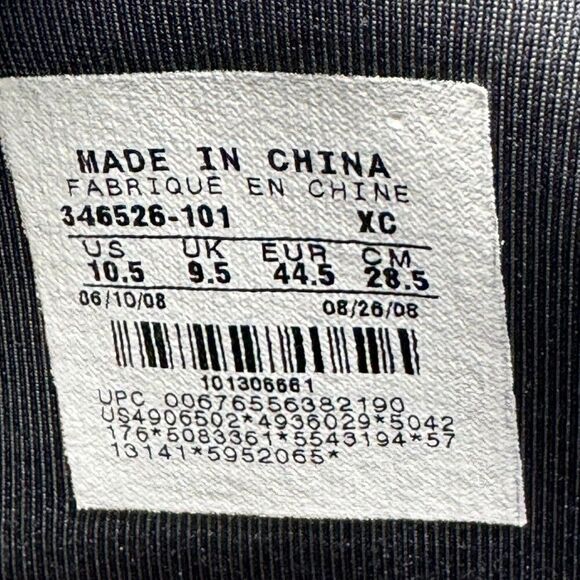 MADE IN CHINA
FABRIQUE EN CHINE
346526-101 XC
US UK EUR CM
10.5 9.5 44.5 28.5
06/10/08 08/26/08
101306661
UPC 00676556382190
US4906502*4936029*5042
176*5083361*5543194*57
13141*5952065*